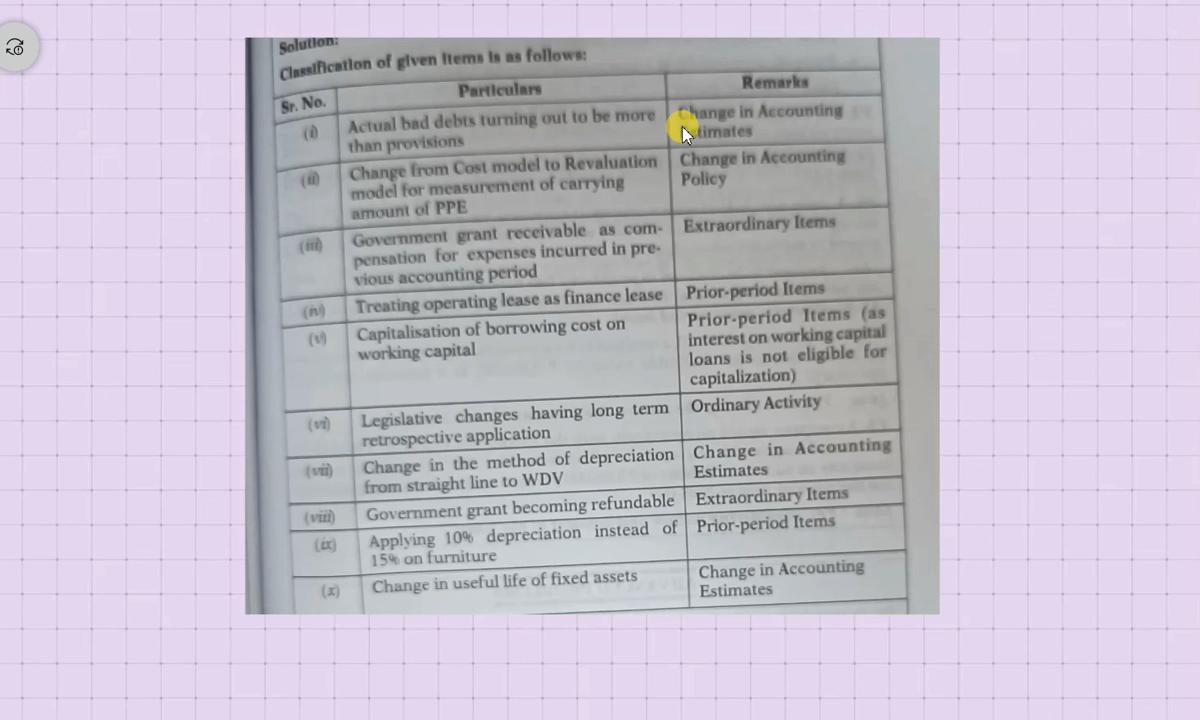 Solution:
Classification of given items is as follows:
Sr. No.
Particulars
Remarks
(i)
Actual bad debts turning out to be more
than provisions
Change in Accounting
Estimates
(ii)
Change from Cost model to Revaluation
model for measurement of carrying
amount of PPE
Change in Accounting
Policy
(iii)
Government grant receivable as com-
pensation for expenses incurred in pre-
vious accounting period
Extraordinary Items
(iv)
Treating operating lease as finance lease
Prior-period Items
(v)
Capitalisation of borrowing cost on
working capital
Prior-period Items (as
interest on working capital
loans is not eligible for
capitalization)
(vi)
Legislative changes having long term
retrospective application
Ordinary Activity
(vii)
Change in the method of depreciation
from straight line to WDV
Change in Accounting
Estimates
(viii)
Government grant becoming refundable
Extraordinary Items
(ix)
Applying 10% depreciation instead of
15% on furniture
Prior-period Items
(x)
Change in useful life of fixed assets
Change in Accounting
Estimates